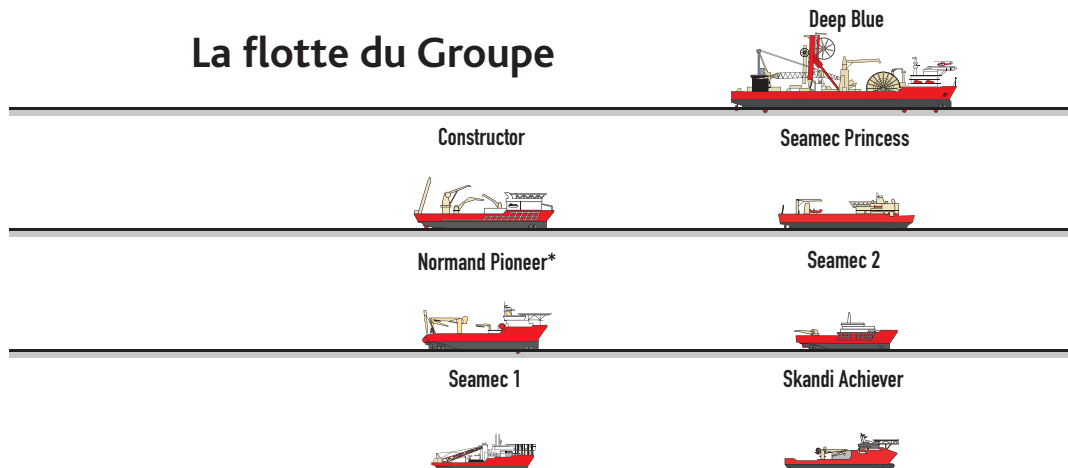 Deep Blue
La flotte du Groupe
Constructor
Seamec Princess
Normand Pioneer*
Seamec 2
Seamec 1
Skandi Achiever